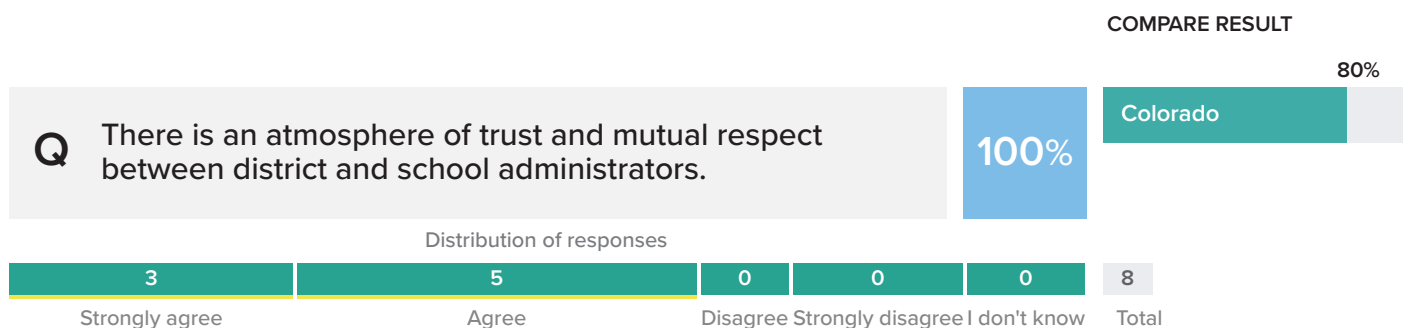 COMPARE RESULT
80%
Q There is an atmosphere of trust and mutual respect
between district and school administrators.
100%
Colorado
Distribution of responses
3 5 0 0 0 8
Strongly agree Agree Disagree Strongly disagree I don't know Total